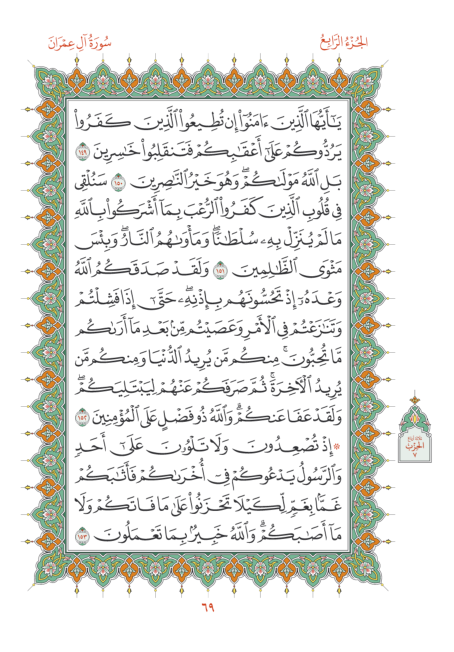 الجُزْءُ الرَّابِعُ
سُورَةُ آلِ عِمْرَانَ
يَـٰٓأَيُّهَا ٱلَّذِينَ ءَامَنُوٓا۟ إِن تُطِيعُوا۟ ٱلَّذِينَ كَفَرُوا۟
يَرُدُّوكُمْ عَلَىٰٓ أَعْقَـٰبِكُمْ فَتَنقَلِبُوا۟ خَـٰسِرِينَ ١٤٩
بَلِ ٱللَّهُ مَوْلَىٰكُمْ ۖ وَهُوَ خَيْرُ ٱلنَّـٰصِرِينَ ١٥٠ سَنُلْقِى
فِى قُلُوبِ ٱلَّذِينَ كَفَرُوا۟ ٱلرُّعْبَ بِمَآ أَشْرَكُوا۟ بِٱللَّهِ
مَا لَمْ يُنَزِّلْ بِهِۦ سُلْطَـٰنًا ۖ وَمَأْوَىٰهُمُ ٱلنَّارُ ۚ وَبِئْسَ
مَثْوَى ٱلظَّـٰلِمِينَ ١٥١ وَلَقَدْ صَدَقَكُمُ ٱللَّهُ
وَعْدَهُۥٓ إِذْ تَحُسُّونَهُم بِإِذْنِهِۦ ۖ حَتَّىٰٓ إِذَا فَشِلْتُمْ
وَتَنَـٰزَعْتُمْ فِى ٱلْأَمْرِ وَعَصَيْتُم مِّنۢ بَعْدِ مَآ أَرَىٰكُم
مَّا تُحِبُّونَ ۚ مِنكُم مَّن يُرِيدُ ٱلدُّنْيَا وَمِنكُم مَّن
يُرِيدُ ٱلْـَٔاخِرَةَ ۚ ثُمَّ صَرَفَكُمْ عَنْهُمْ لِيَبْتَلِيَكُمْ ۖ
وَلَقَدْ عَفَا عَنكُمْ ۗ وَٱللَّهُ ذُو فَضْلٍ عَلَى ٱلْمُؤْمِنِينَ ١٥٢
۞ إِذْ تُصْعِدُونَ وَلَا تَلْوُۥنَ عَلَىٰٓ أَحَدٍ
وَٱلرَّسُولُ يَدْعُوكُمْ فِىٓ أُخْرَىٰكُمْ فَأَثَـٰبَكُمْ
غَمًّۢا بِغَمٍّ لِّكَيْلَا تَحْزَنُوا۟ عَلَىٰ مَا فَاتَكُمْ وَلَا
مَآ أَصَـٰبَكُمْ ۗ وَٱللَّهُ خَبِيرٌۢ بِمَا تَعْمَلُونَ ١٥٣
الحِزْبِ
٧
٦٩